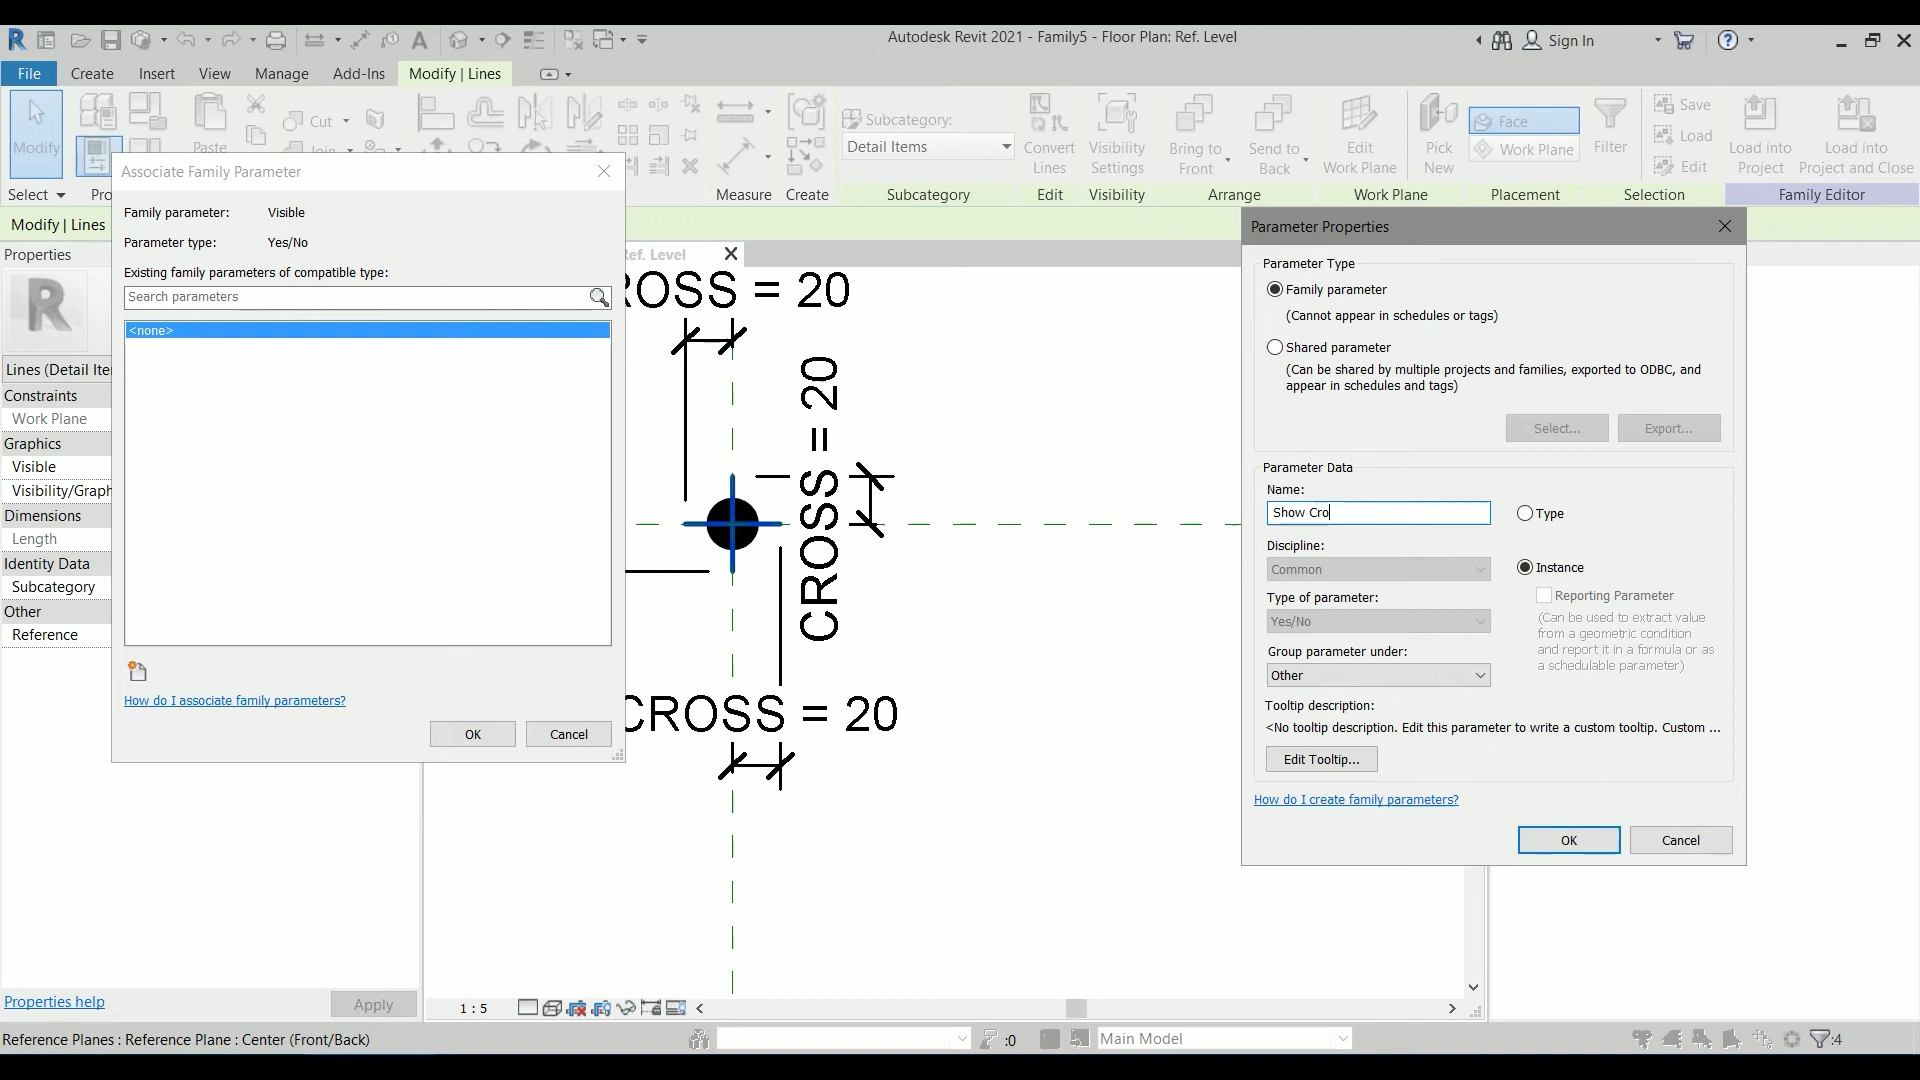 Autodesk Revit 2021 - Family5 - Floor Plan: Ref. Level
Sign In
File
Create
Insert
View
Manage
Add-Ins
Modify | Lines
Modify
Paste
Cut
Join
Subcategory:
Detail Items
Convert
Lines
Visibility
Settings
Bring to
Front
Send to
Back
Edit
Work Plane
Pick
New
Face
Work Plane
Filter
Save
Load
Edit
Load into
Project
Load into
Project and Close
Select
Measure
Create
Subcategory
Edit
Visibility
Arrange
Work Plane
Placement
Selection
Family Editor
Modify | Lines
Properties
Lines (Detail Ite
Constraints
Work Plane
Graphics
Visible
Visibility/Graph
Dimensions
Length
Identity Data
Subcategory
Other
Reference
Properties help
Apply
Associate Family Parameter
Family parameter:
Visible
Parameter type:
Yes/No
Existing family parameters of compatible type:
Search parameters
<none>
How do I associate family parameters?
OK
Cancel
Ref. Level
ROSS = 20
CROSS = 20
CROSS = 20
Parameter Properties
Parameter Type
Family parameter
(Cannot appear in schedules or tags)
Shared parameter
(Can be shared by multiple projects and families, exported to ODBC, and
appear in schedules and tags)
Select...
Export...
Parameter Data
Name:
Show Cro
Type
Discipline:
Common
Instance
Type of parameter:
Reporting Parameter
Yes/No
(Can be used to extract value
from a geometric condition
and report it in a formula or as
a schedulable parameter)
Group parameter under:
Other
Tooltip description:
<No tooltip description. Edit this parameter to write a custom tooltip. Custom ...
Edit Tooltip...
How do I create family parameters?
OK
Cancel
1 : 5
Reference Planes : Reference Plane : Center (Front/Back)
:0
Main Model
:4